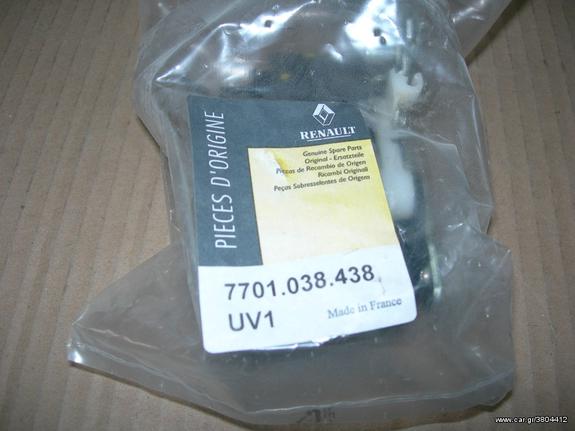 PIECES D'ORIGINE
RENAULT
Genuine Spare Parts
Original - Ersatzteile
Piezas de Recambio de Origen
Ricambi Originali
Peças Sobresselentes de Origem
7701.038.438
UV1
Made in France
www.car.gr/3804412